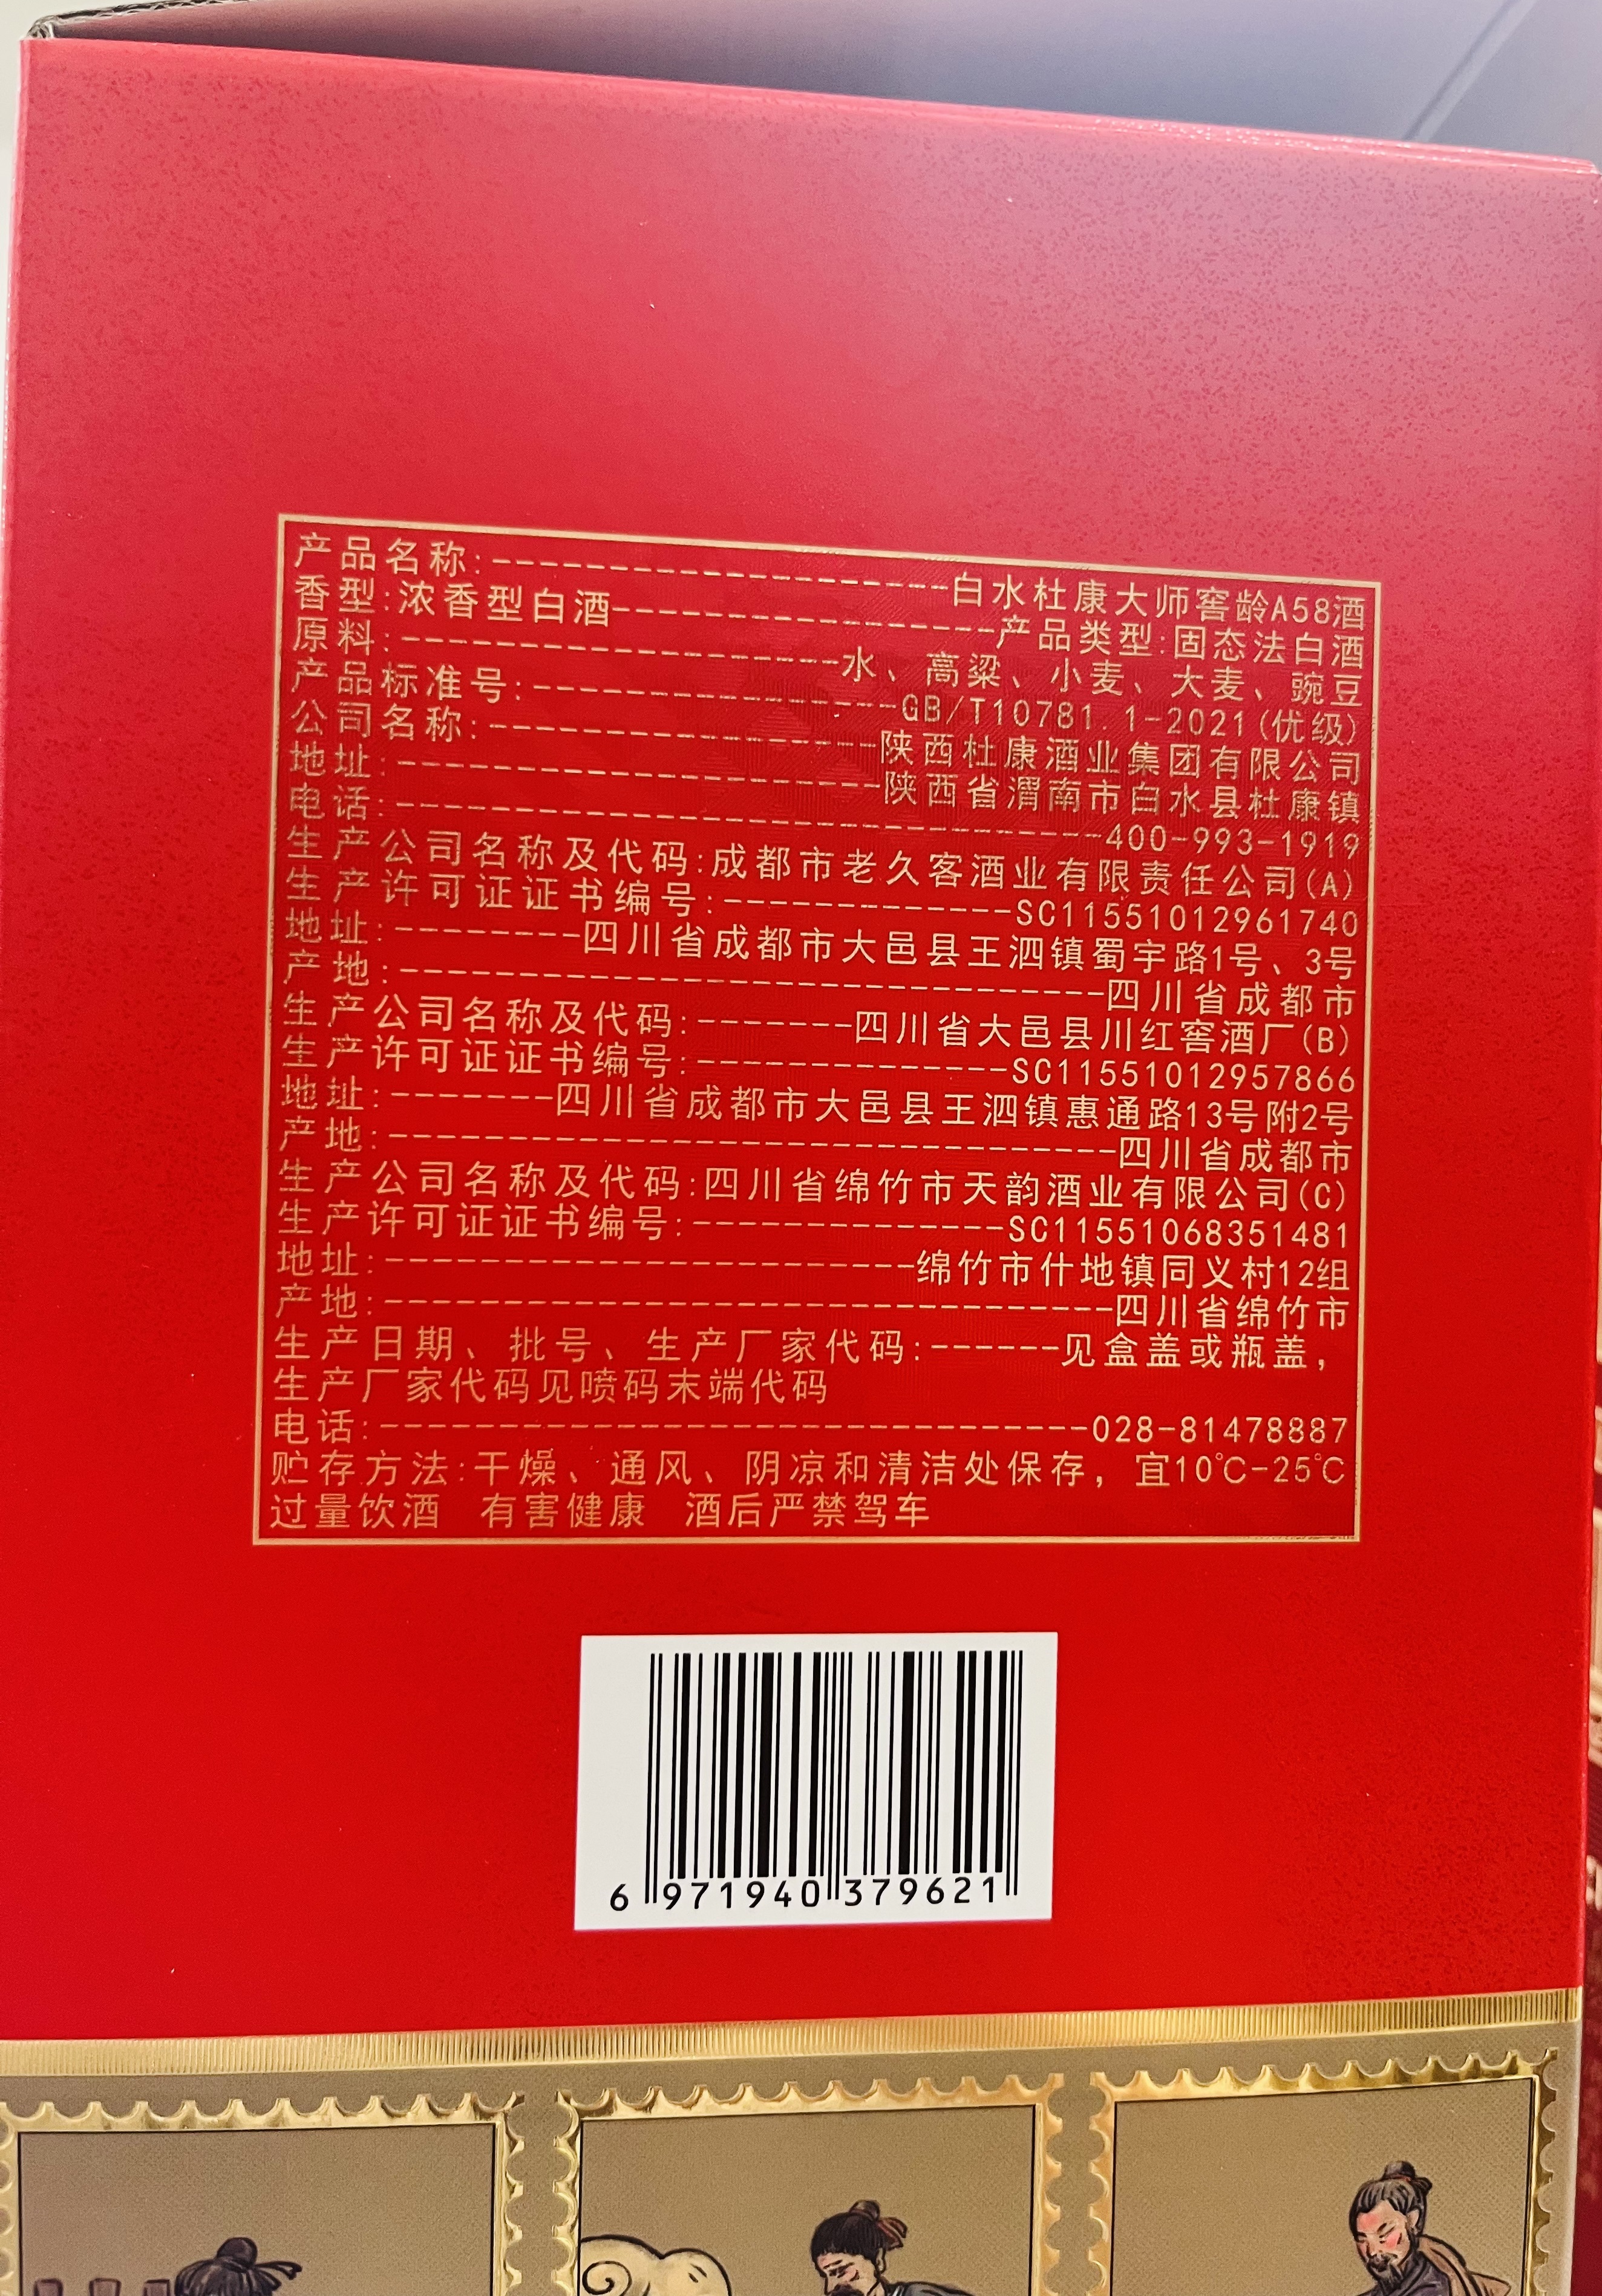 产品名称:---------------------白水杜康大师窖龄A58酒
香型:浓香型白酒------------------产品类型:固态法白酒
原料:--------------------水、高粱、小麦、大麦、豌豆
产品标准号:-----------------GB/T10781.1-2021(优级)
公司名称:------------------陕西杜康酒业集团有限公司
地址:----------------------陕西省渭南市白水县杜康镇
电话:--------------------------------400-993-1919
生产公司名称及代码:成都市老久客酒业有限责任公司(A)
生产许可证证书编号:-------------SC11551012961740
地址:--------四川省成都市大邑县王泗镇蜀宇路1号、3号
产地:--------------------------------四川省成都市
生产公司名称及代码:-------四川省大邑县川红窖酒厂(B)
生产许可证证书编号:--------------SC11551012957866
地址:-------四川省成都市大邑县王泗镇惠通路13号附2号
产地:---------------------------------四川省成都市
生产公司名称及代码:四川省绵竹市天韵酒业有限公司(C)
生产许可证证书编号:--------------SC11551068351481
地址:------------------------绵竹市什地镇同义村12组
产地:---------------------------------四川省绵竹市
生产日期、批号、生产厂家代码:------见盒盖或瓶盖，
生产厂家代码见喷码末端代码
电话:--------------------------------028-81478887
贮存方法:干燥、通风、阴凉和清洁处保存，宜10℃-25℃
过量饮酒 有害健康 酒后严禁驾车
6 971940 379621